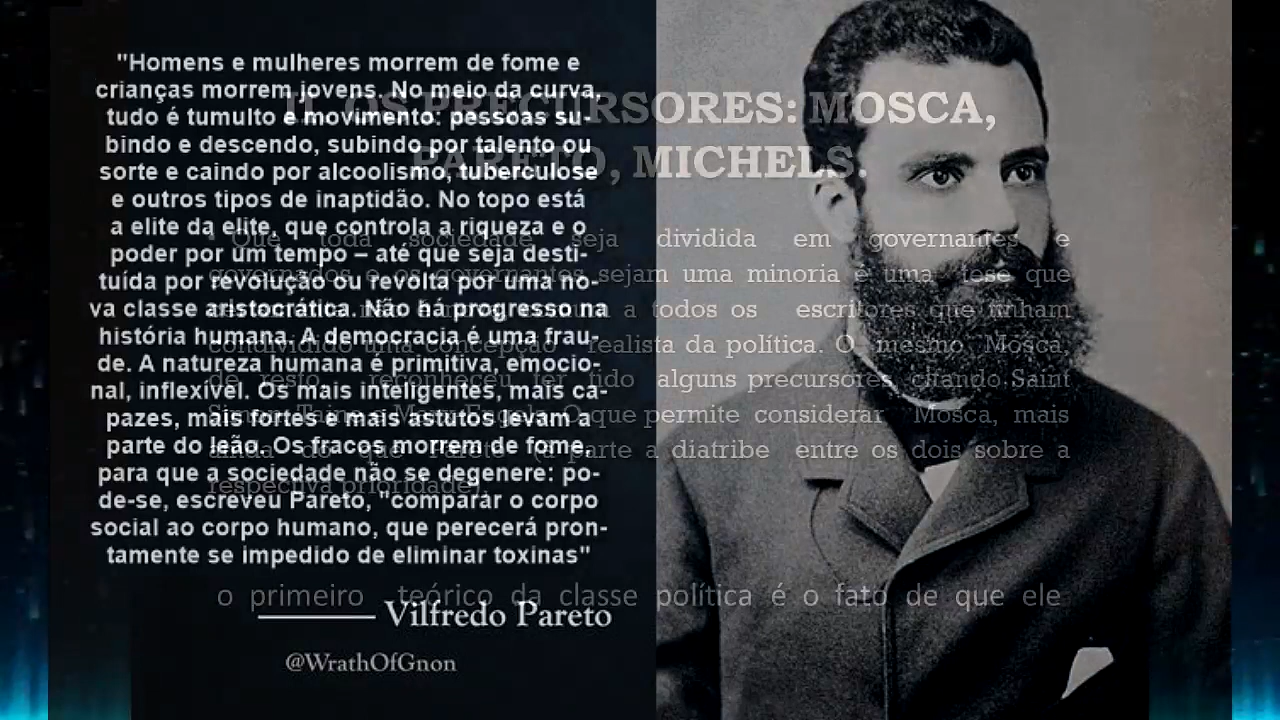 "Homens e mulheres morrem de fome e
crianças morrem jovens. No meio da curva,
tudo é tumulto e movimento: pessoas su-
bindo e descendo, subindo por talento ou
sorte e caindo por alcoolismo, tuberculose
e outros tipos de inaptidão. No topo está
a elite da elite, que controla a riqueza e o
poder por um tempo – até que seja desti-
tuída por revolução ou revolta por uma no-
va classe aristocrática. Não há progresso na
história humana. A democracia é uma frau-
de. A natureza humana é primitiva, emocio-
nal, inflexível. Os mais inteligentes, mais ca-
pazes, mais fortes e mais astutos levam a
parte do leão. Os fracos morrem de fome,
para que a sociedade não se degenere: po-
de-se, escreveu Pareto, "comparar o corpo
social ao corpo humano, que perecerá pron-
tamente se impedido de eliminar toxinas"
Vilfredo Pareto
@WrathOfGnon
OS PRECURSORES: MOSCA,
PARETO, MICHELS.
Que toda sociedade seja dividida em governantes e
governados e os governantes sejam uma minoria é uma tese que
a todos os escritores que tinham
condividido uma concepção realista da política. O mesmo Mosca,
de resto, reconheceu ter tido alguns precursores, citando Saint
O que permite considerar Mosca, mais
ainda do que Pareto (à parte a diatribe entre os dois sobre a
respectiva prioridade),
o primeiro teórico da classe política é o fato de que ele